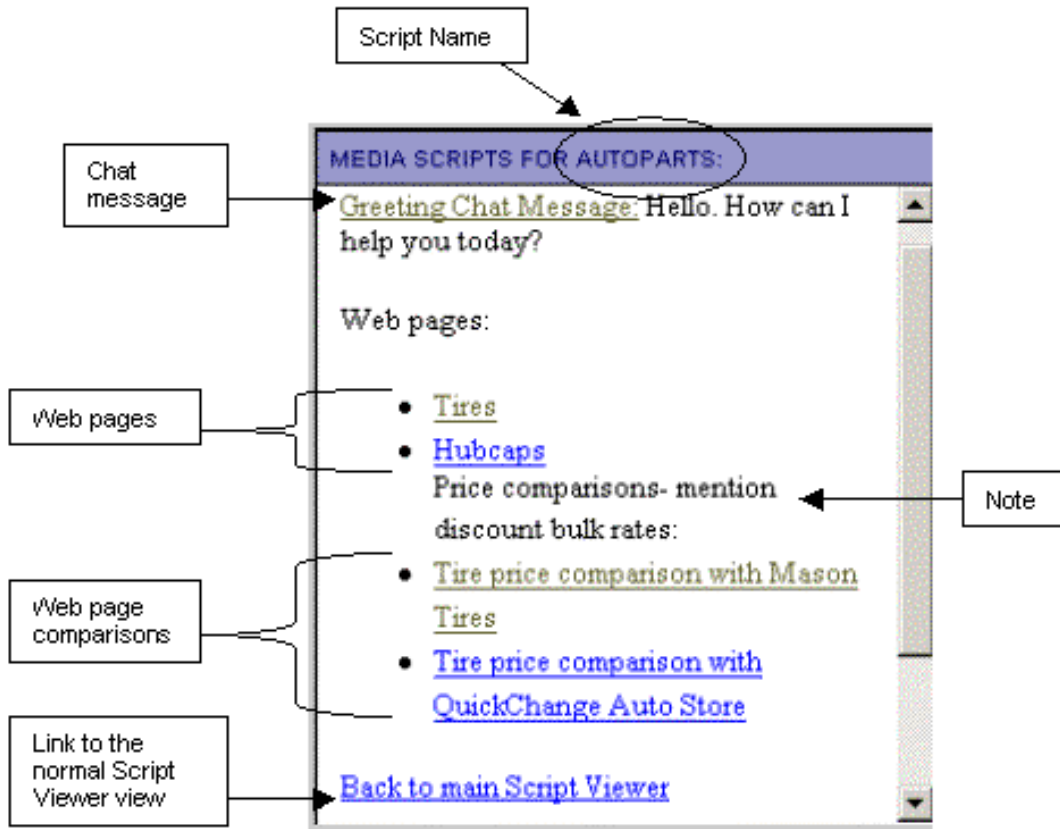 Script Name
MEDIA SCRIPTS FOR AUTOPARTS:
Chat
message
Greeting Chat Message: Hello. How can I
help you today?
Web pages:
Web pages
Tires
Hubcaps
Price comparisons- mention
discount bulk rates:
Note
Web page
comparisons
Tire price comparison with Mason
Tires
Tire price comparison with
QuickChange Auto Store
Link to the
normal Script
Viewer view
Back to main Script Viewer